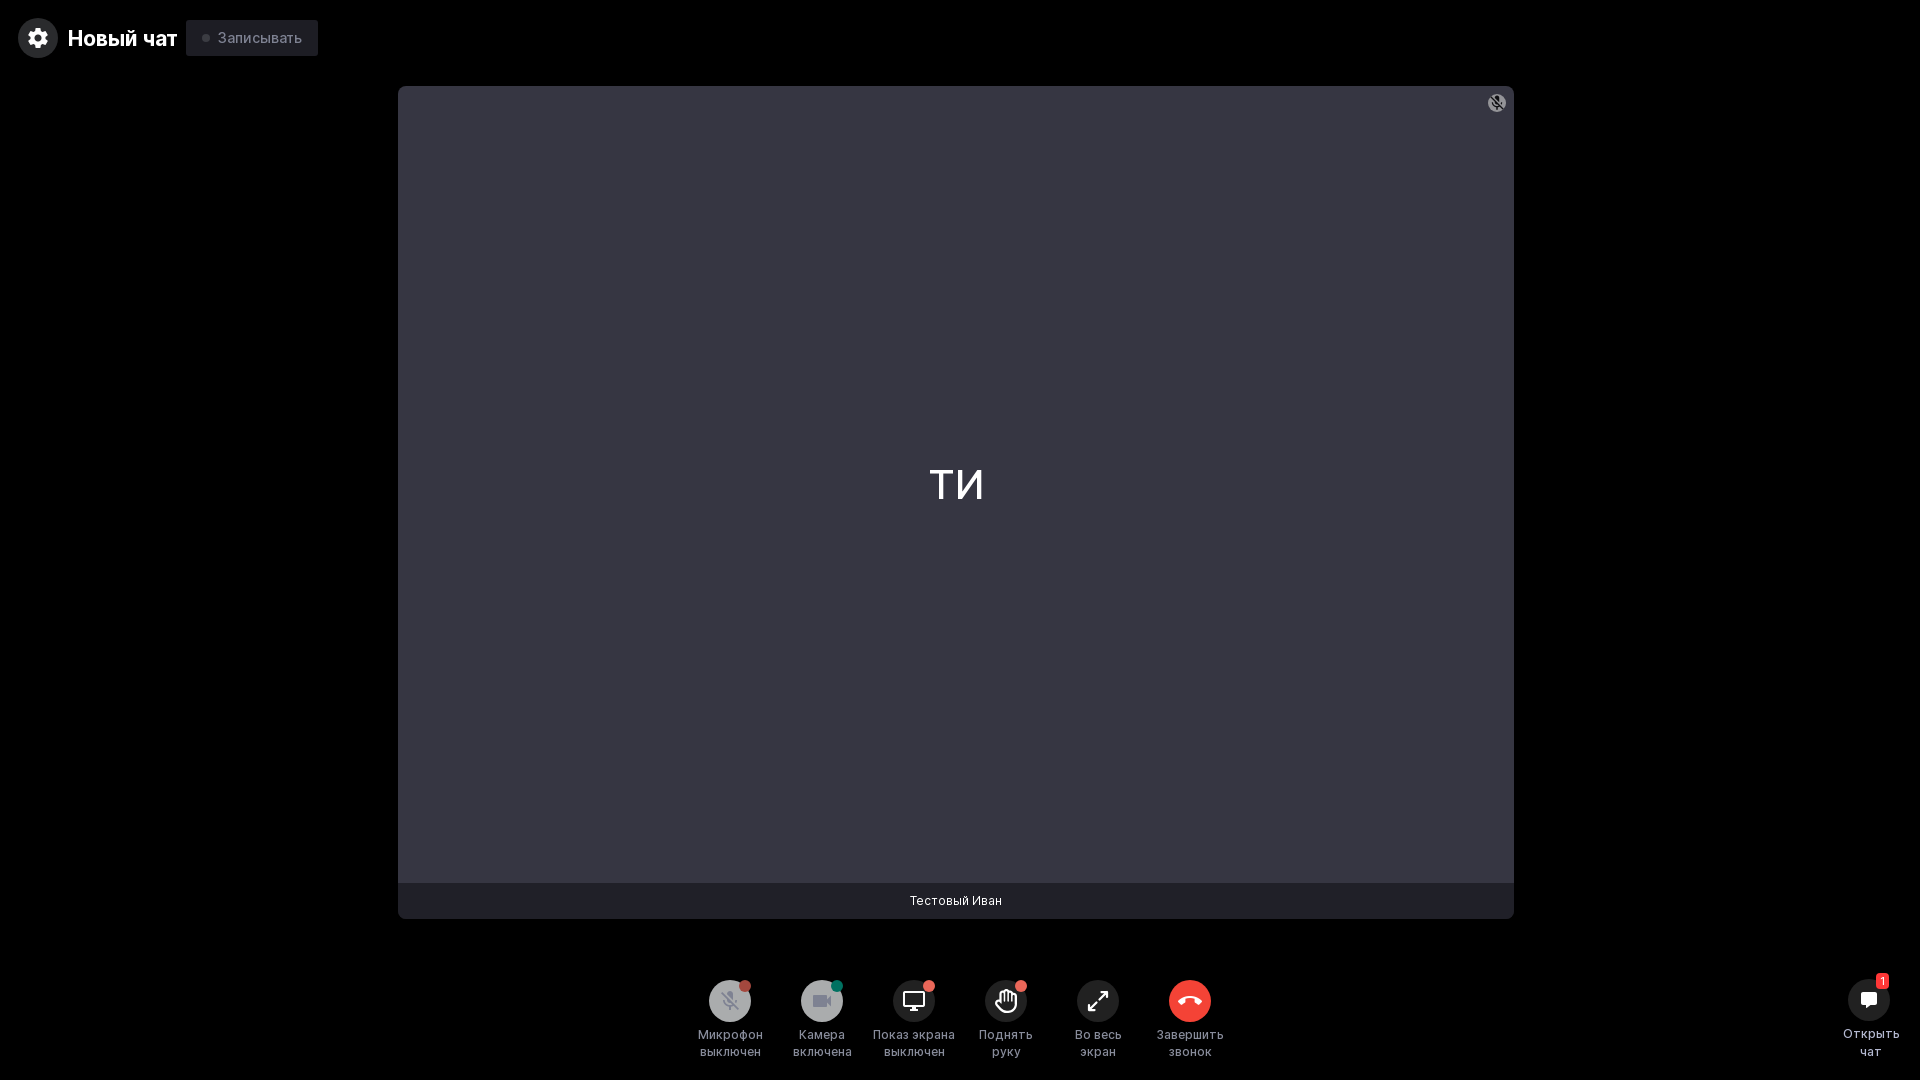 Новый чат
Записывать
ТИ
Тестовый Иван
Микрофон
выключен
Камера
включена
Показ экрана
выключен
Поднять
руку
Во весь
экран
Завершить
звонок
1
Открыть
чат